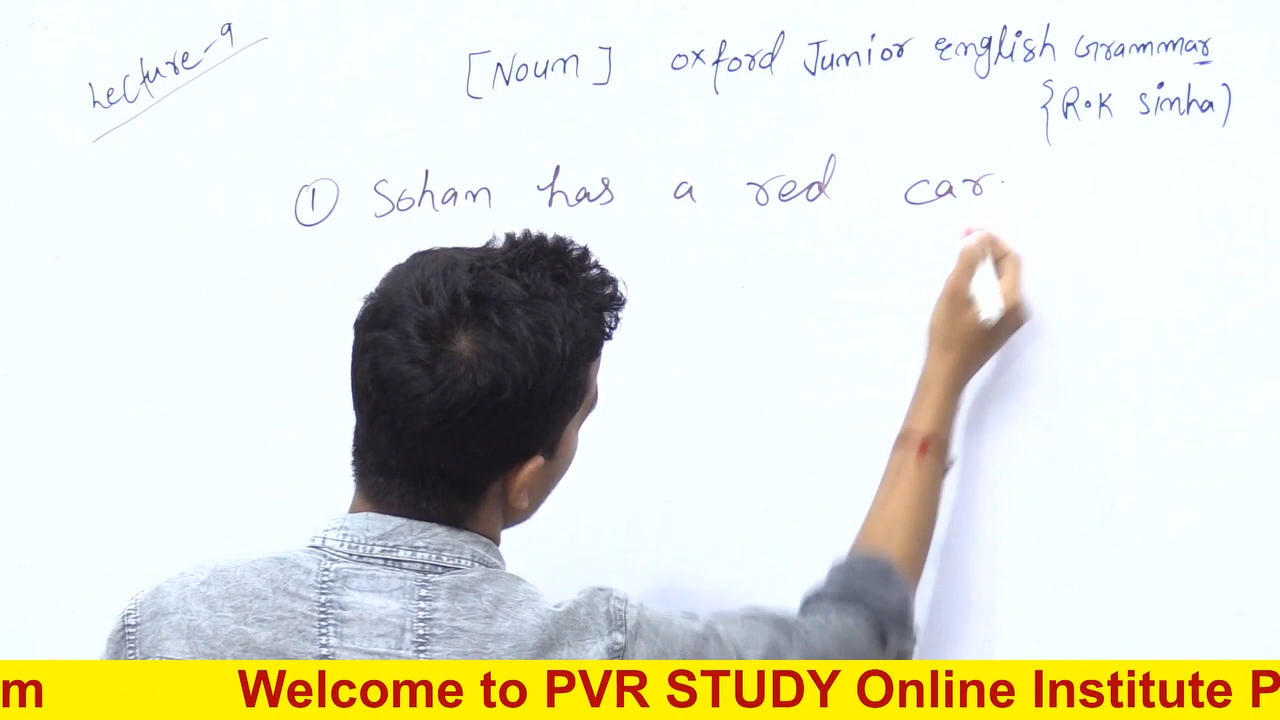 Lecture-9
[Noun] Oxford Junior English Grammar
{R.K Sinha)
① Sohan has a red car.
m Welcome to PVR STUDY Online Institute P